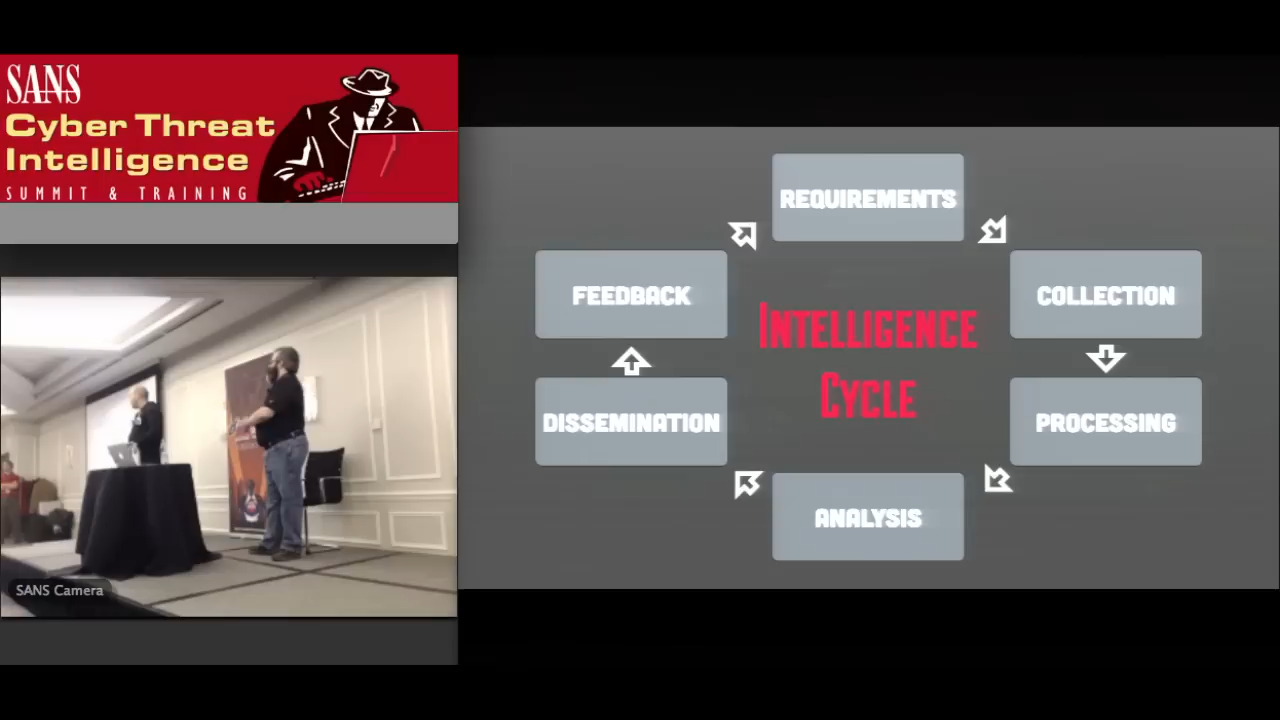 SANS
Cyber Threat
Intelligence
SUMMIT & TRAINING
REQUIREMENTS
FEEDBACK
COLLECTION
INTELLIGENCE
CYCLE
DISSEMINATION
PROCESSING
ANALYSIS
SANS Camera